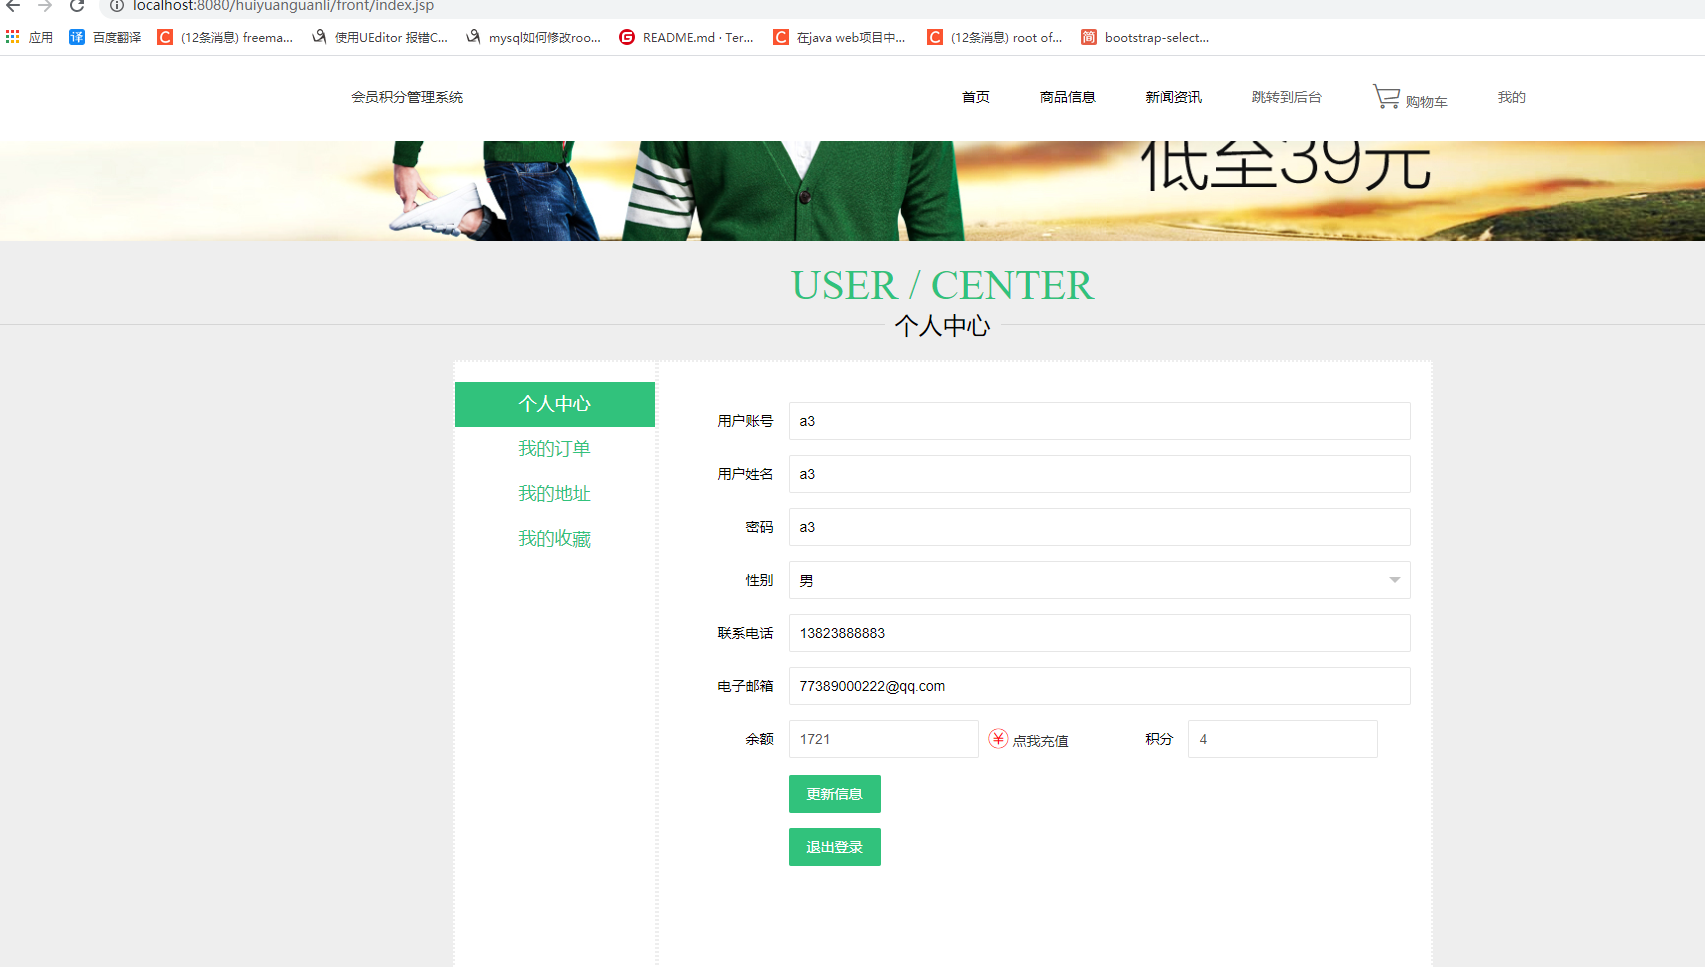 localhost:8080/huiyuanguanli/front/index.jsp
应用 译 百度翻译 C (12条消息) freema... 使用UEditor 报错C... mysql如何修改roo... G README.md · Ter... C 在java web项目中... C (12条消息) root of... 简 bootstrap-select...
会员积分管理系统 首页 商品信息 新闻资讯 跳转到后台 购物车 我的
低至39元
USER / CENTER
个人中心
个人中心
我的订单
我的地址
我的收藏
用户账号 a3
用户姓名 a3
密码 a3
性别 男
联系电话 13823888883
电子邮箱 77389000222@qq.com
余额 1721 ¥ 点我充值 积分 4
更新信息
退出登录